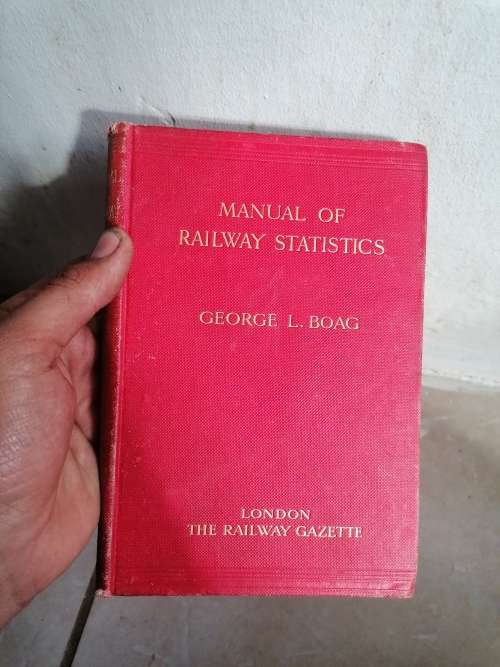 MANUAL OF
RAILWAY STATISTICS
GEORGE L. BOAG
LONDON
THE RAILWAY GAZETTE